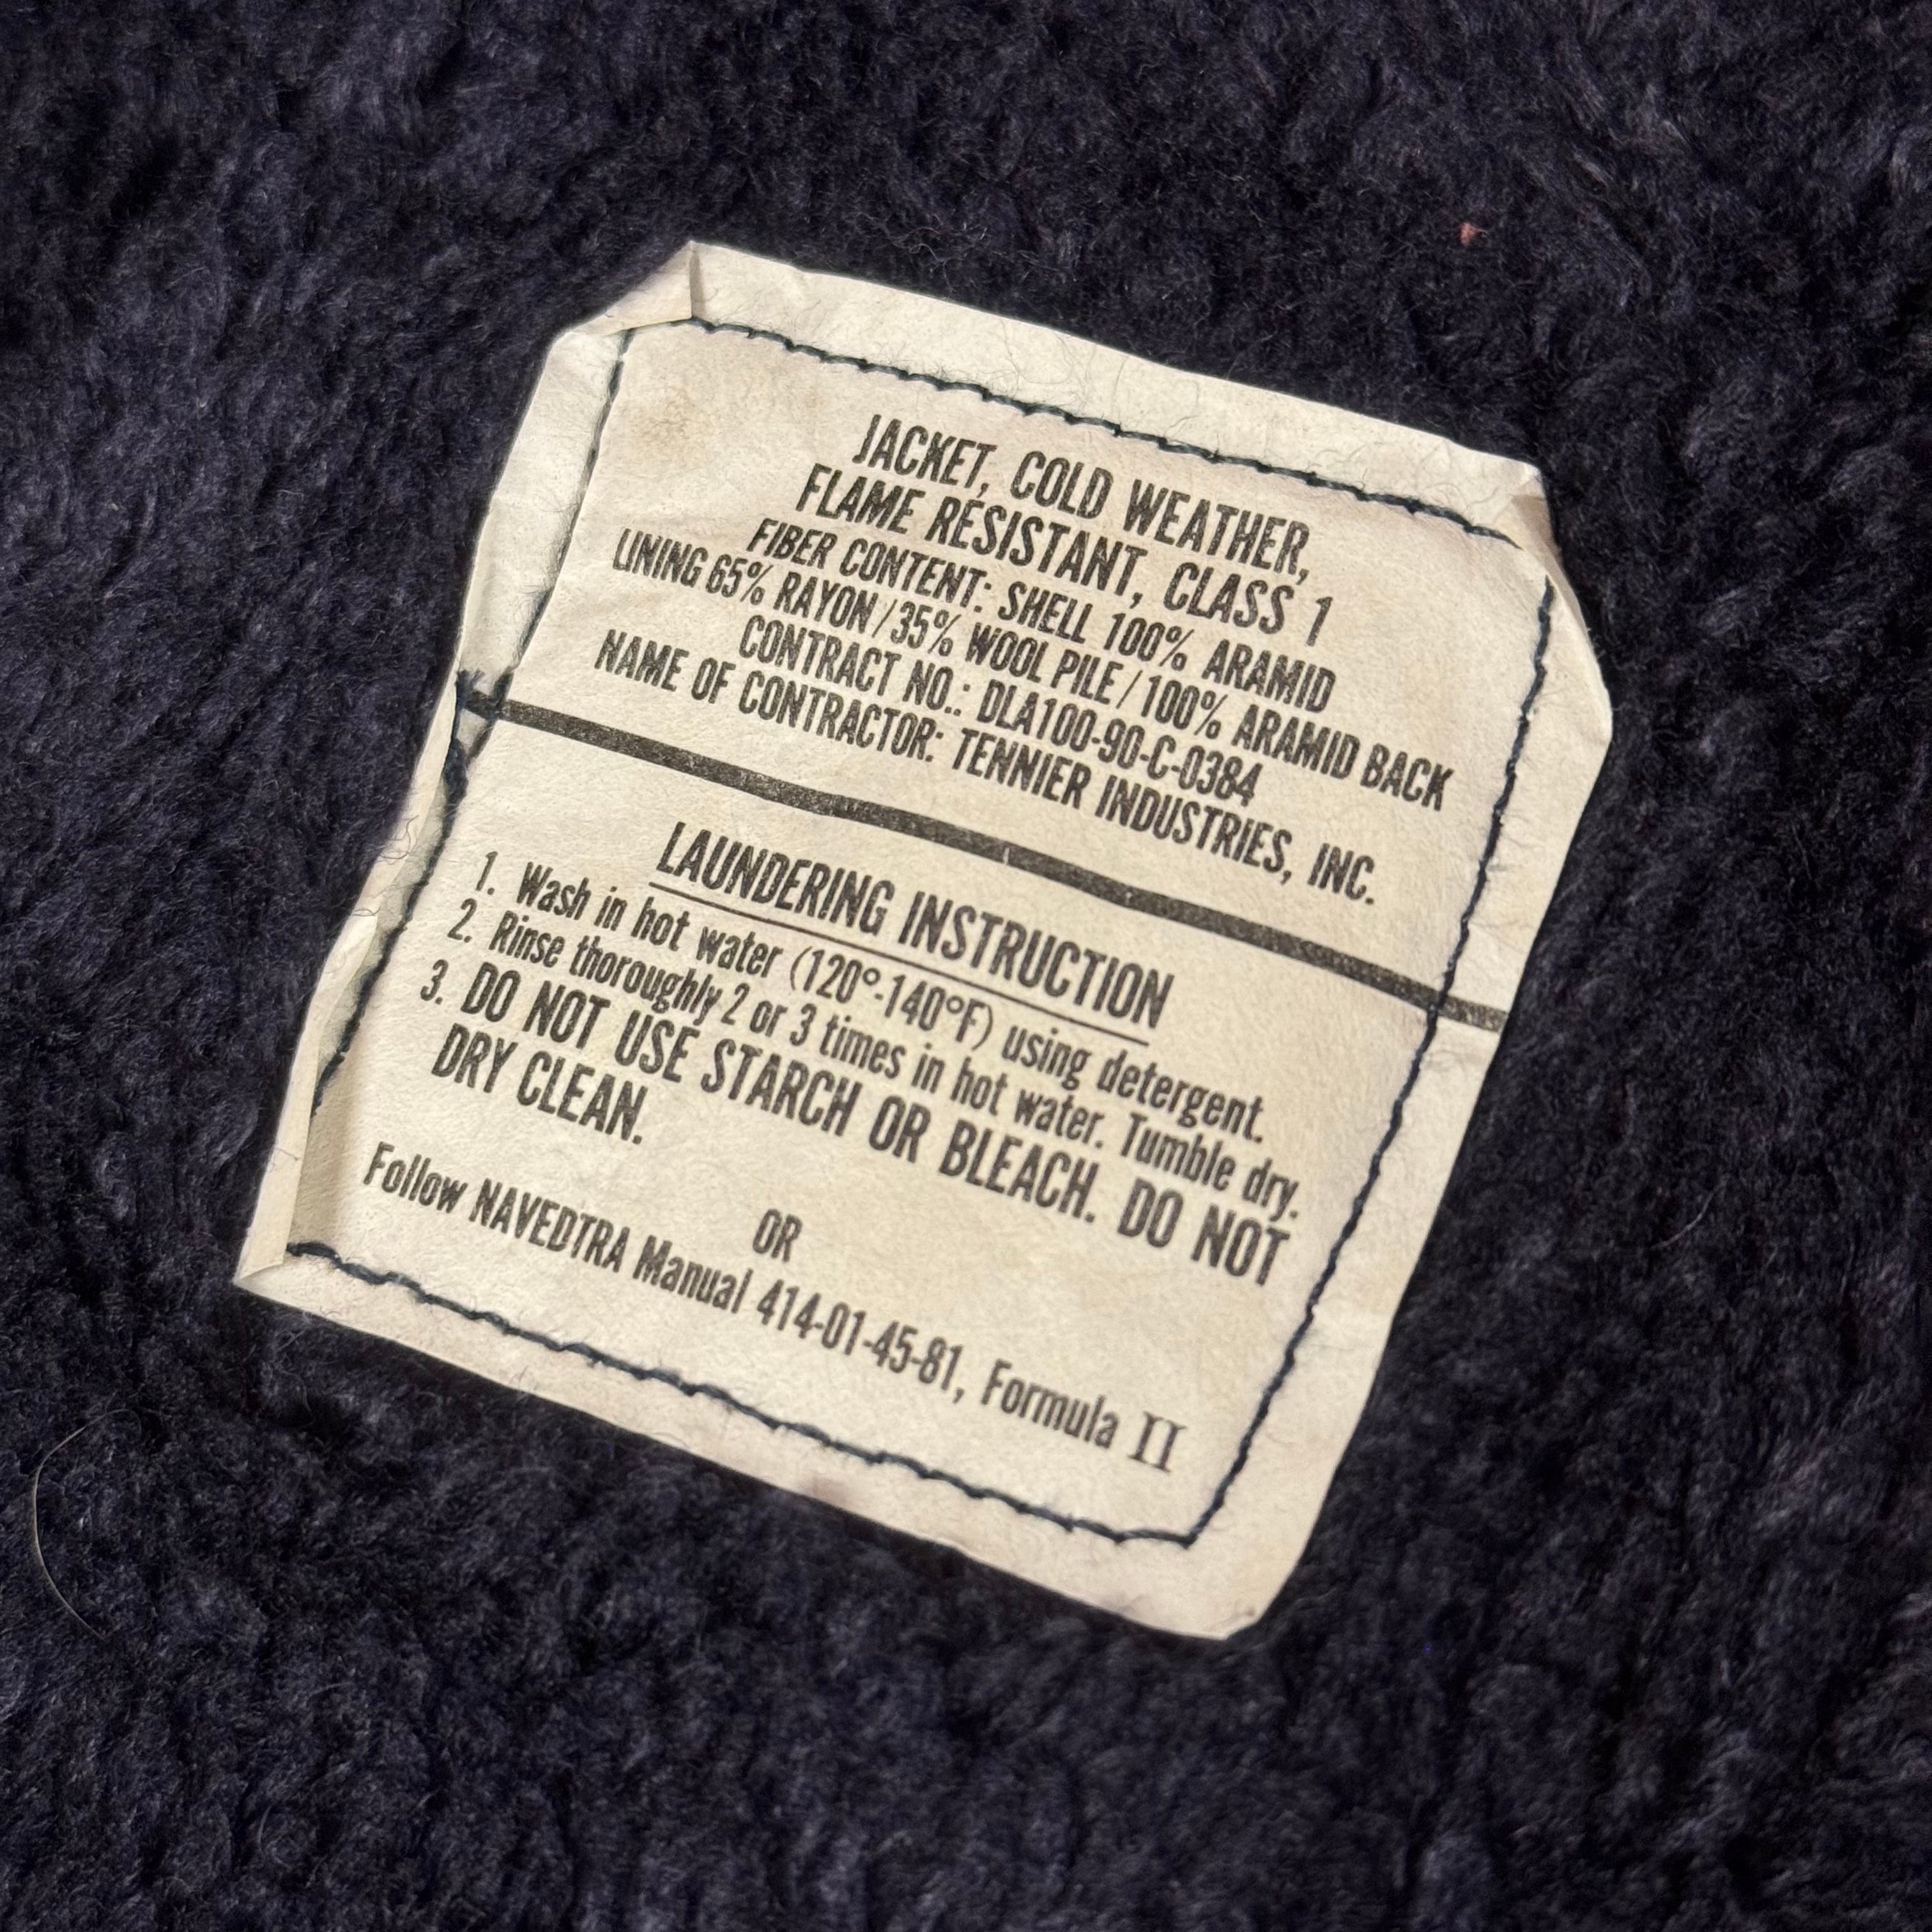 JACKET, COLD WEATHER,
FLAME RESISTANT, CLASS 1
FIBER CONTENT: SHELL 100% ARAMID
LINING 65% RAYON/35% WOOL PILE/100% ARAMID BACK
CONTRACT NO.: DLA100-90-C-0384
NAME OF CONTRACTOR: TENNIER INDUSTRIES, INC.
LAUNDERING INSTRUCTION
1. Wash in hot water (120°-140°F) using detergent.
2. Rinse thoroughly 2 or 3 times in hot water. Tumble dry.
3. DO NOT USE STARCH OR BLEACH. DO NOT
DRY CLEAN.
OR
Follow NAVEDTRA Manual 414-01-45-81, Formula II